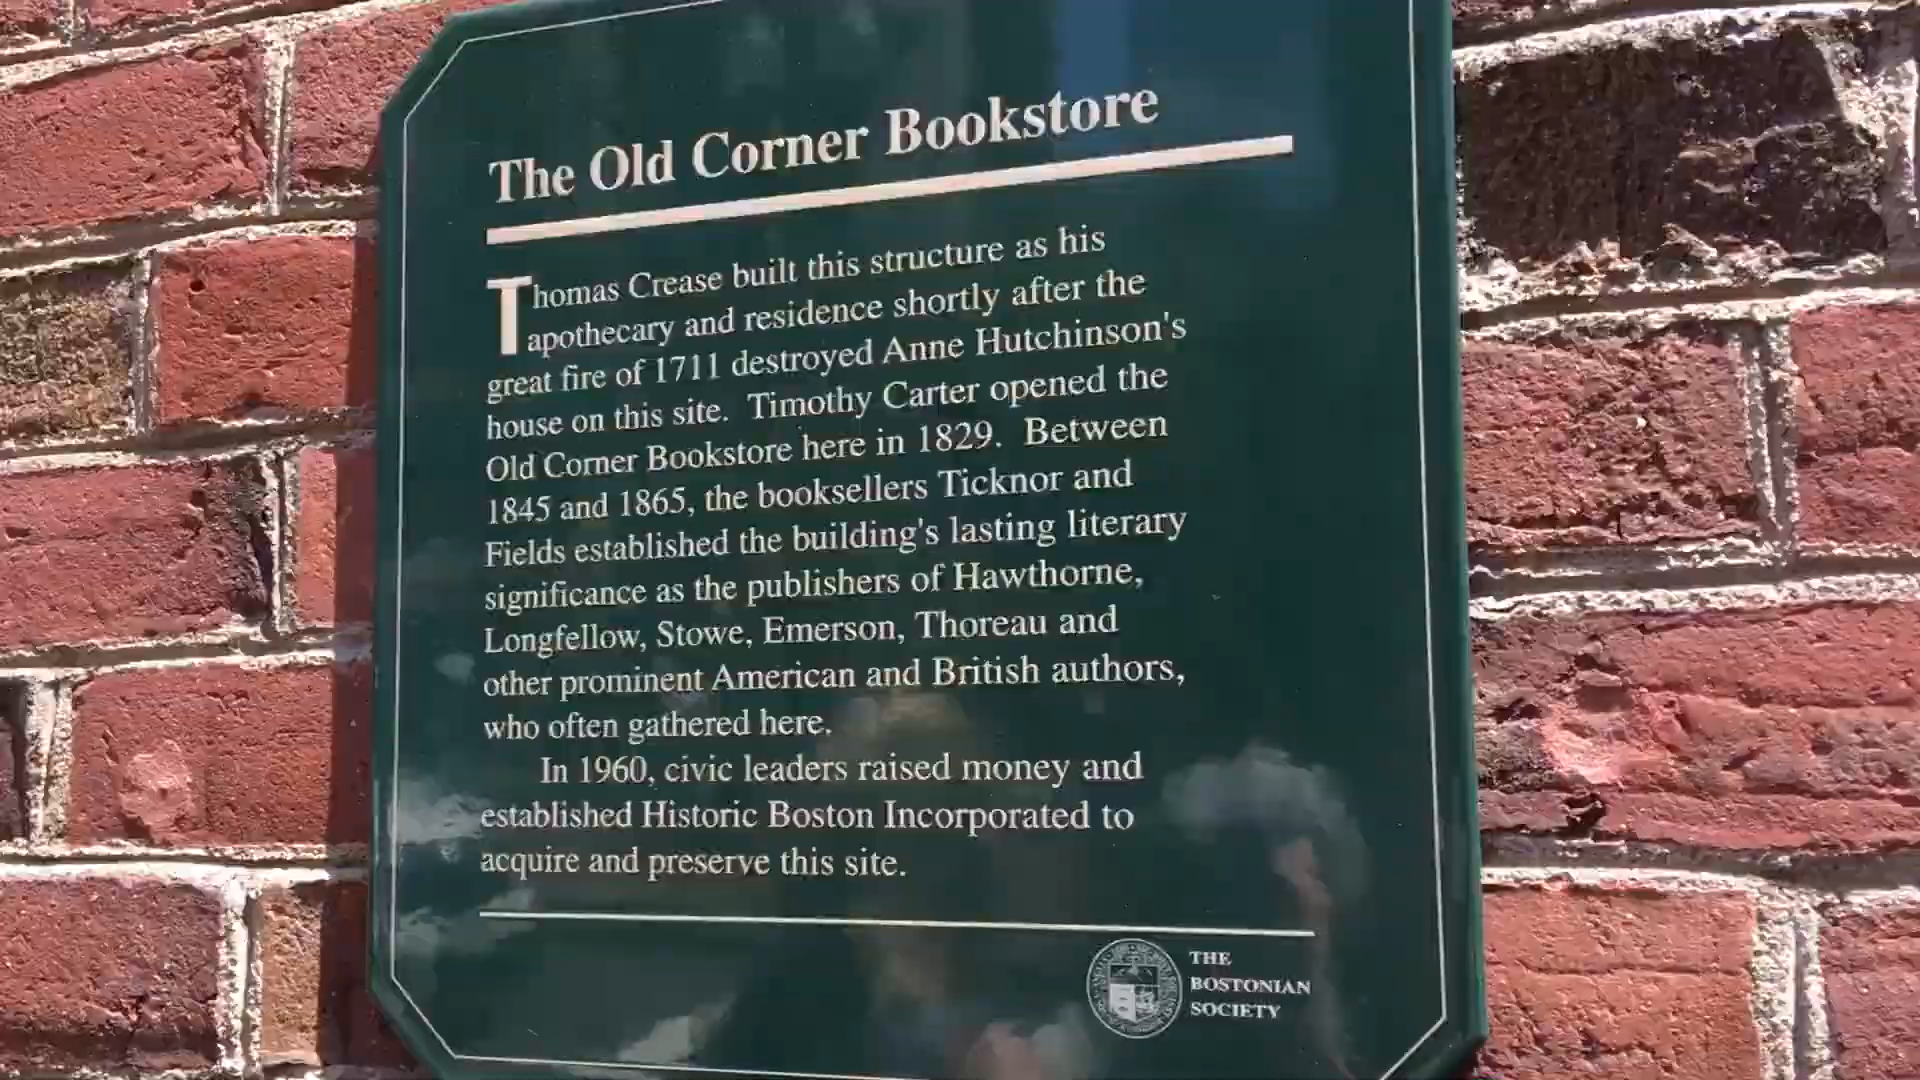 The Old Corner Bookstore
Thomas Crease built this structure as his
apothecary and residence shortly after the
great fire of 1711 destroyed Anne Hutchinson's
house on this site. Timothy Carter opened the
Old Corner Bookstore here in 1829. Between
1845 and 1865, the booksellers Ticknor and
Fields established the building's lasting literary
significance as the publishers of Hawthorne,
Longfellow, Stowe, Emerson, Thoreau and
other prominent American and British authors,
who often gathered here.
In 1960, civic leaders raised money and
established Historic Boston Incorporated to
acquire and preserve this site.
THE
BOSTONIAN
SOCIETY